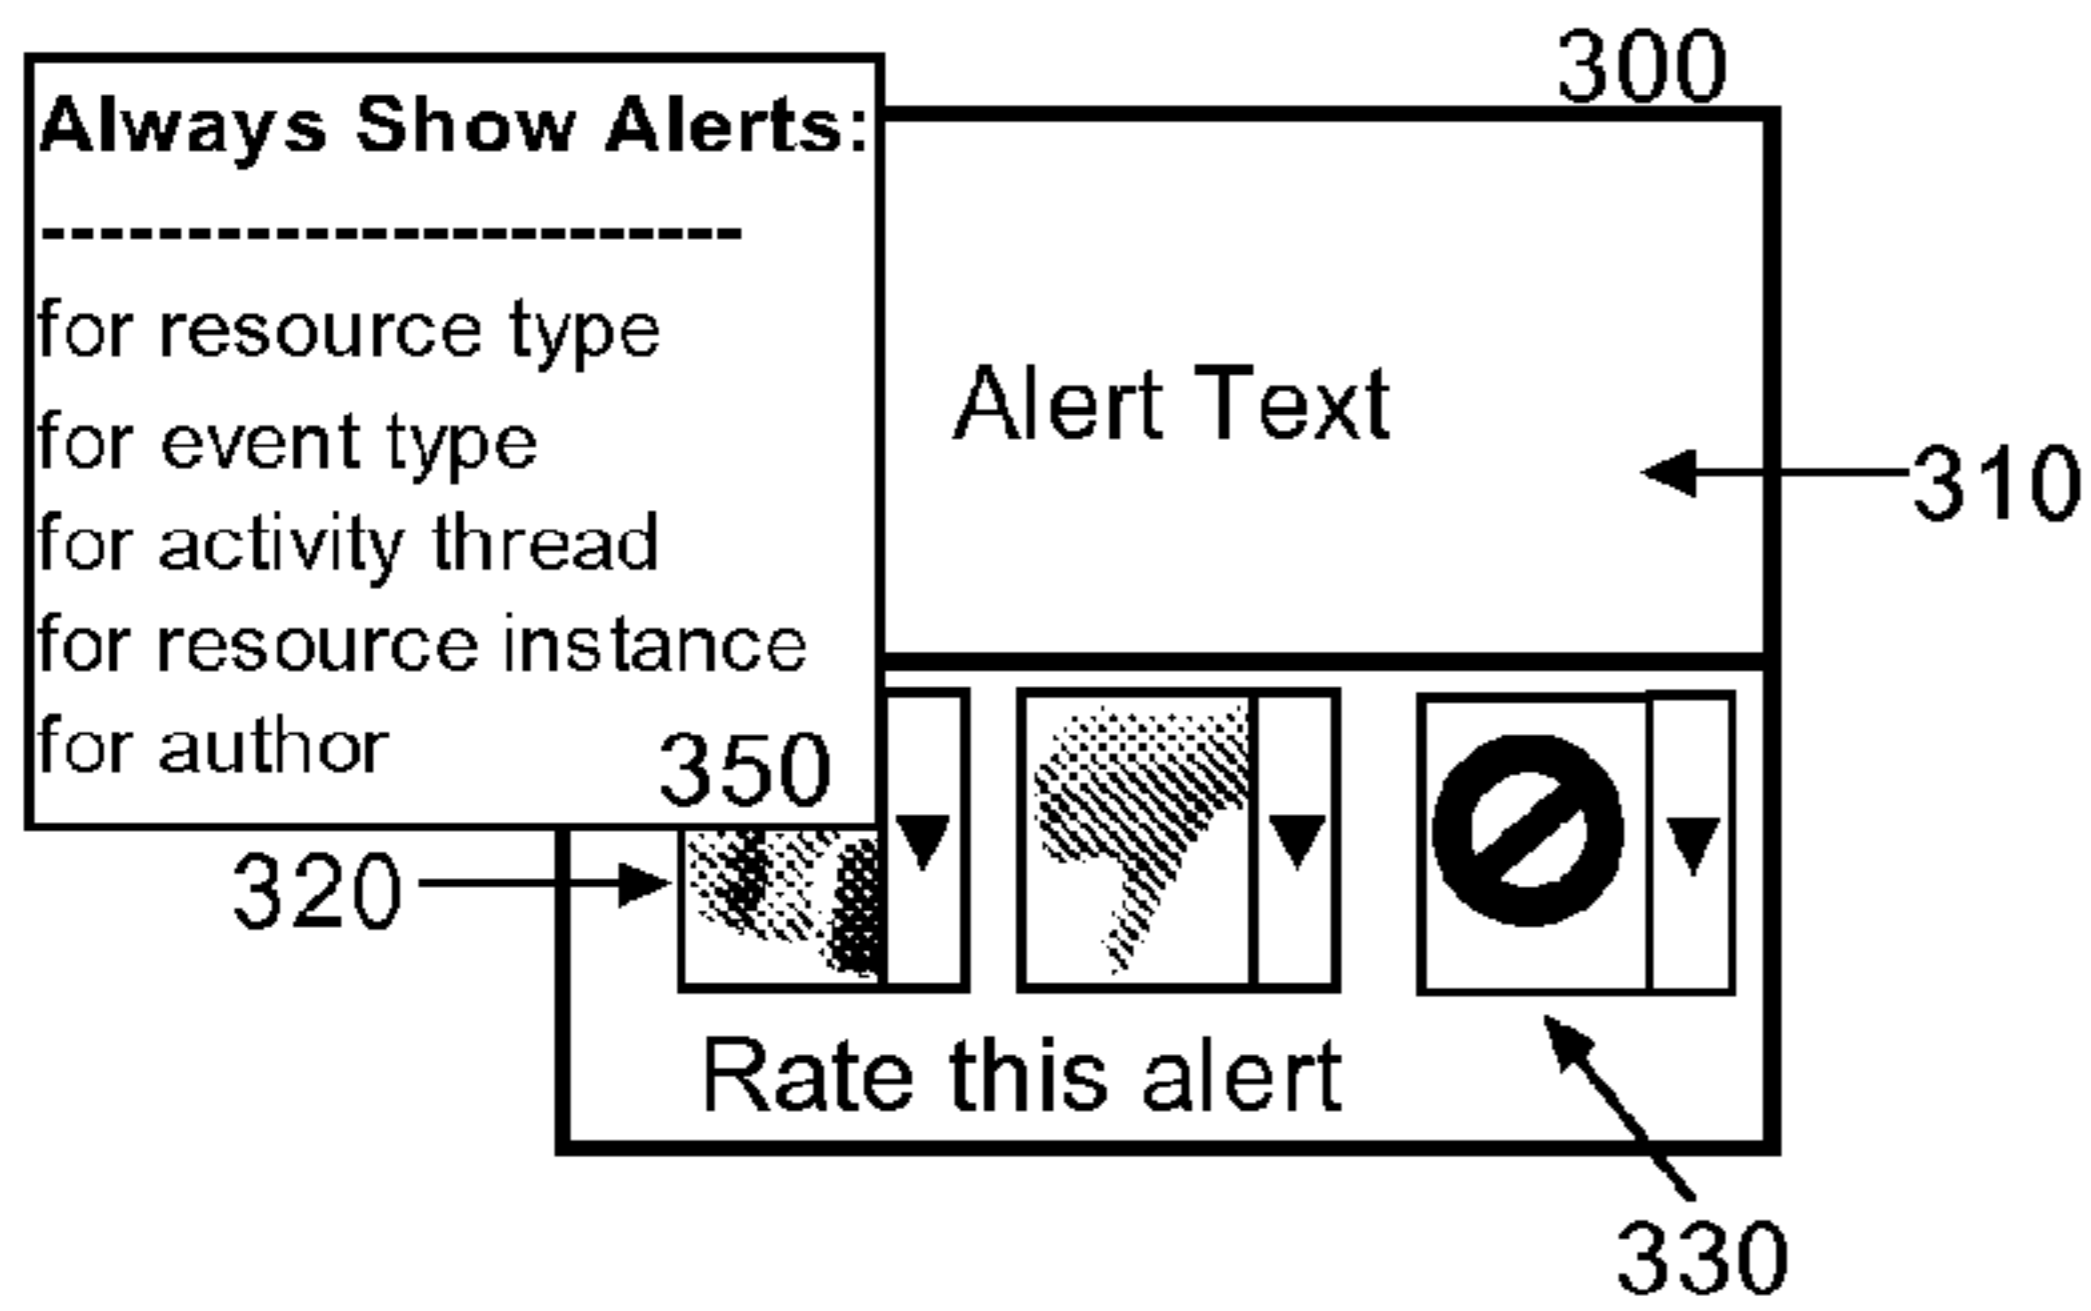 300
Always Show Alerts:
-------------------------
for resource type
for event type
for activity thread
for resource instance
for author
350
Alert Text
310
320
Rate this alert
330